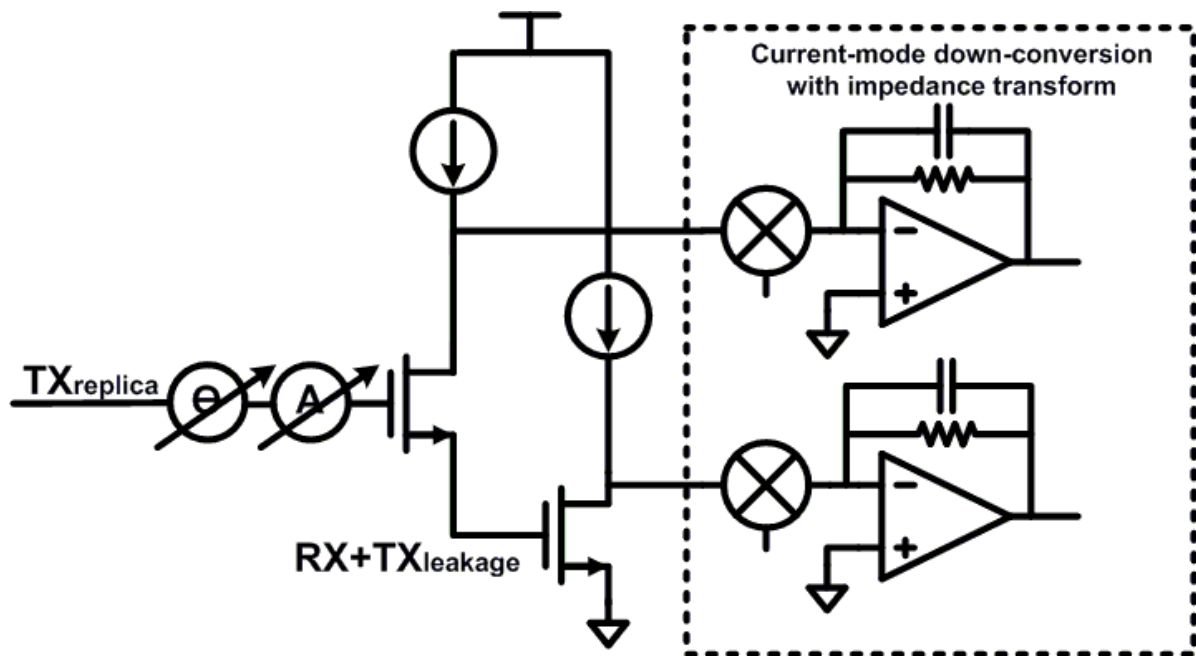 Current-mode down-conversion
with impedance transform
TXreplica
Θ
A
RX+TXleakage
−
+
−
+